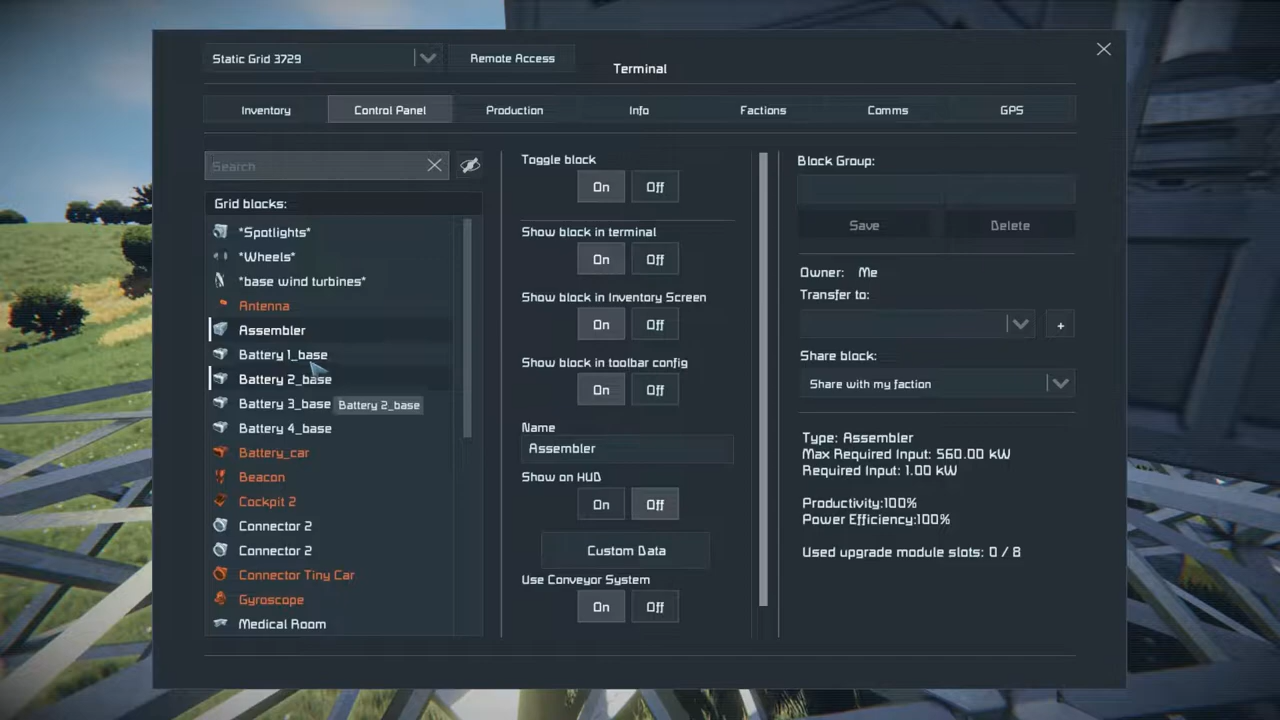 Static Grid 3729
Remote Access
Terminal
Inventory
Control Panel
Production
Info
Factions
Comms
GPS
Search
Grid blocks:
*Spotlights*
*Wheels*
*base wind turbines*
Antenna
Assembler
Battery 1_base
Battery 2_base
Battery 3_base
Battery 2_base
Battery 4_base
Battery_car
Beacon
Cockpit 2
Connector 2
Connector 2
Connector Tiny Car
Gyroscope
Medical Room
Toggle block
On Off
Show block in terminal
On Off
Show block in Inventory Screen
On Off
Show block in toolbar config
On Off
Name
Assembler
Show on HUD
On Off
Custom Data
Use Conveyor System
On Off
Block Group:
Save
Delete
Owner: Me
Transfer to:
+
Share block:
Share with my faction
Type: Assembler
Max Required Input: 560.00 kW
Required Input: 1.00 kW
Productivity:100%
Power Efficiency:100%
Used upgrade module slots: 0 / 8